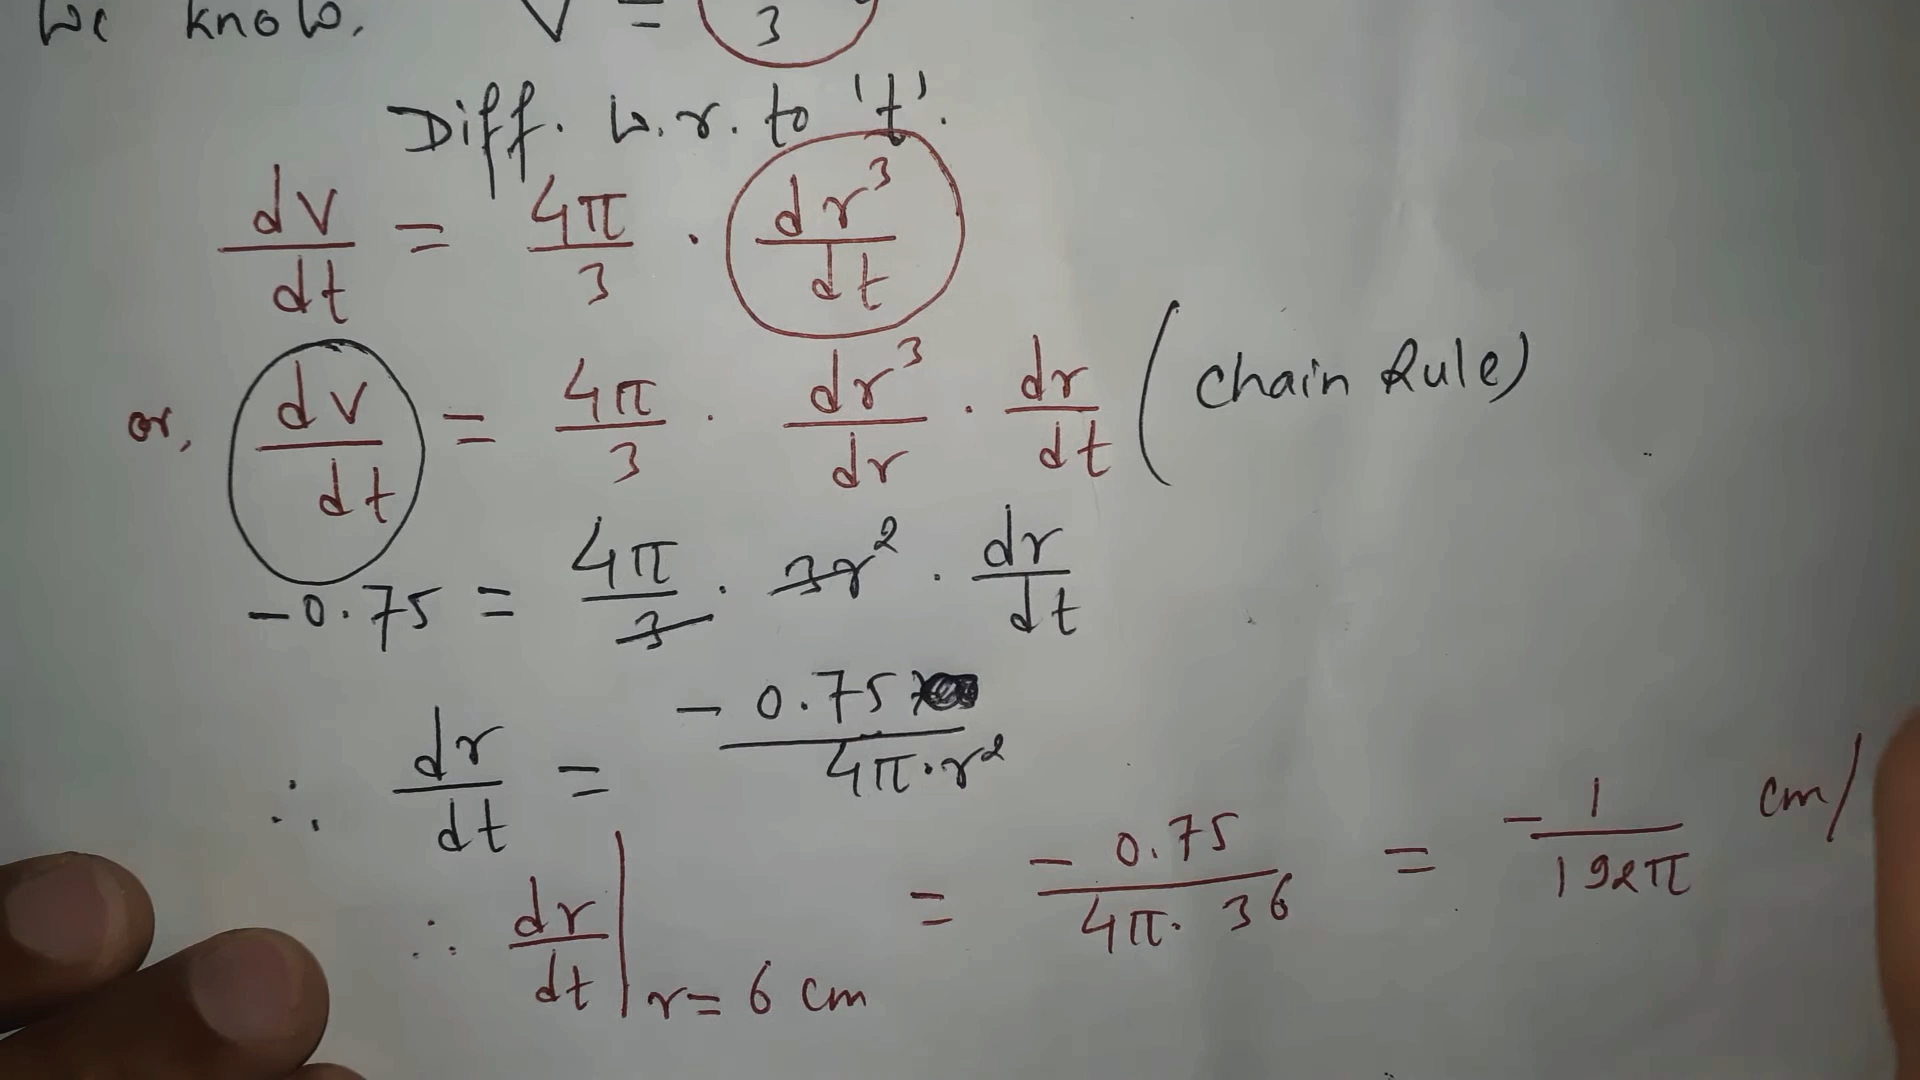 We know, V = 3
Diff. w.r. to 't'.
dv/dt = 4π/3 · dr³/dt
or, dv/dt = 4π/3 · dr³/dr · dr/dt (Chain Rule)
-0.75 = 4π/3 · 3r² · dr/dt
∴ dr/dt = -0.75/4π·r²
∴ dr/dt | r = 6 cm = -0.75/4π. 36 = -1/192π cm/